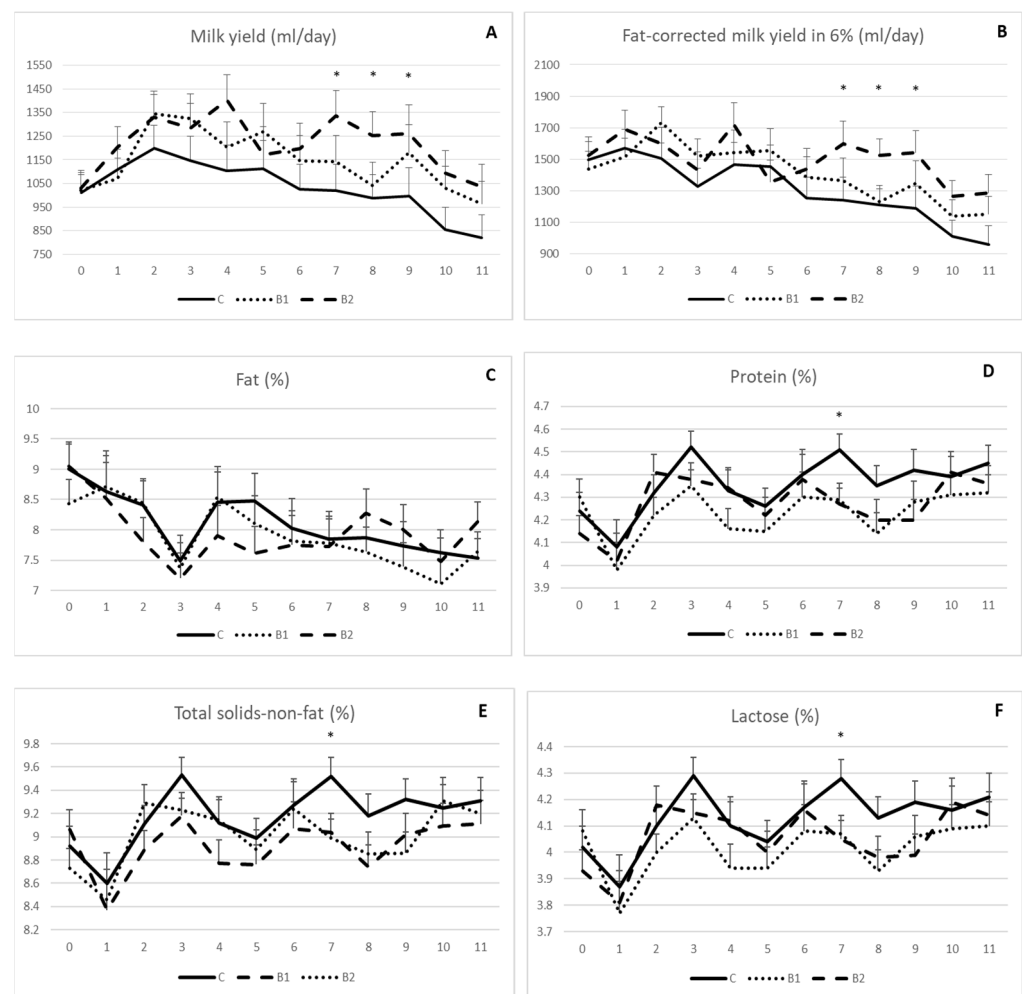 Milk yield (ml/day) A
1550
1450 * * *
1350
1250
1150
1050
950
850
750
0 1 2 3 4 5 6 7 8 9 10 11
C B1 B2
Fat-corrected milk yield in 6% (ml/day) B
2100
1900 * * *
1700
1500
1300
1100
900
0 1 2 3 4 5 6 7 8 9 10 11
C B1 B2
Fat (%) C
10
9.5
9
8.5
8
7.5
7
0 1 2 3 4 5 6 7 8 9 10 11
C B1 B2
Protein (%) D
4.7
*
4.6
4.5
4.4
4.3
4.2
4.1
4
3.9
0 1 2 3 4 5 6 7 8 9 10 11
C B1 B2
Total solids-non-fat (%) E
*
9.8
9.6
9.4
9.2
9
8.8
8.6
8.4
8.2
0 1 2 3 4 5 6 7 8 9 10 11
C B1 B2
Lactose (%) F
*
4.4
4.3
4.2
4.1
4
3.9
3.8
3.7
0 1 2 3 4 5 6 7 8 9 10 11
C B1 B2